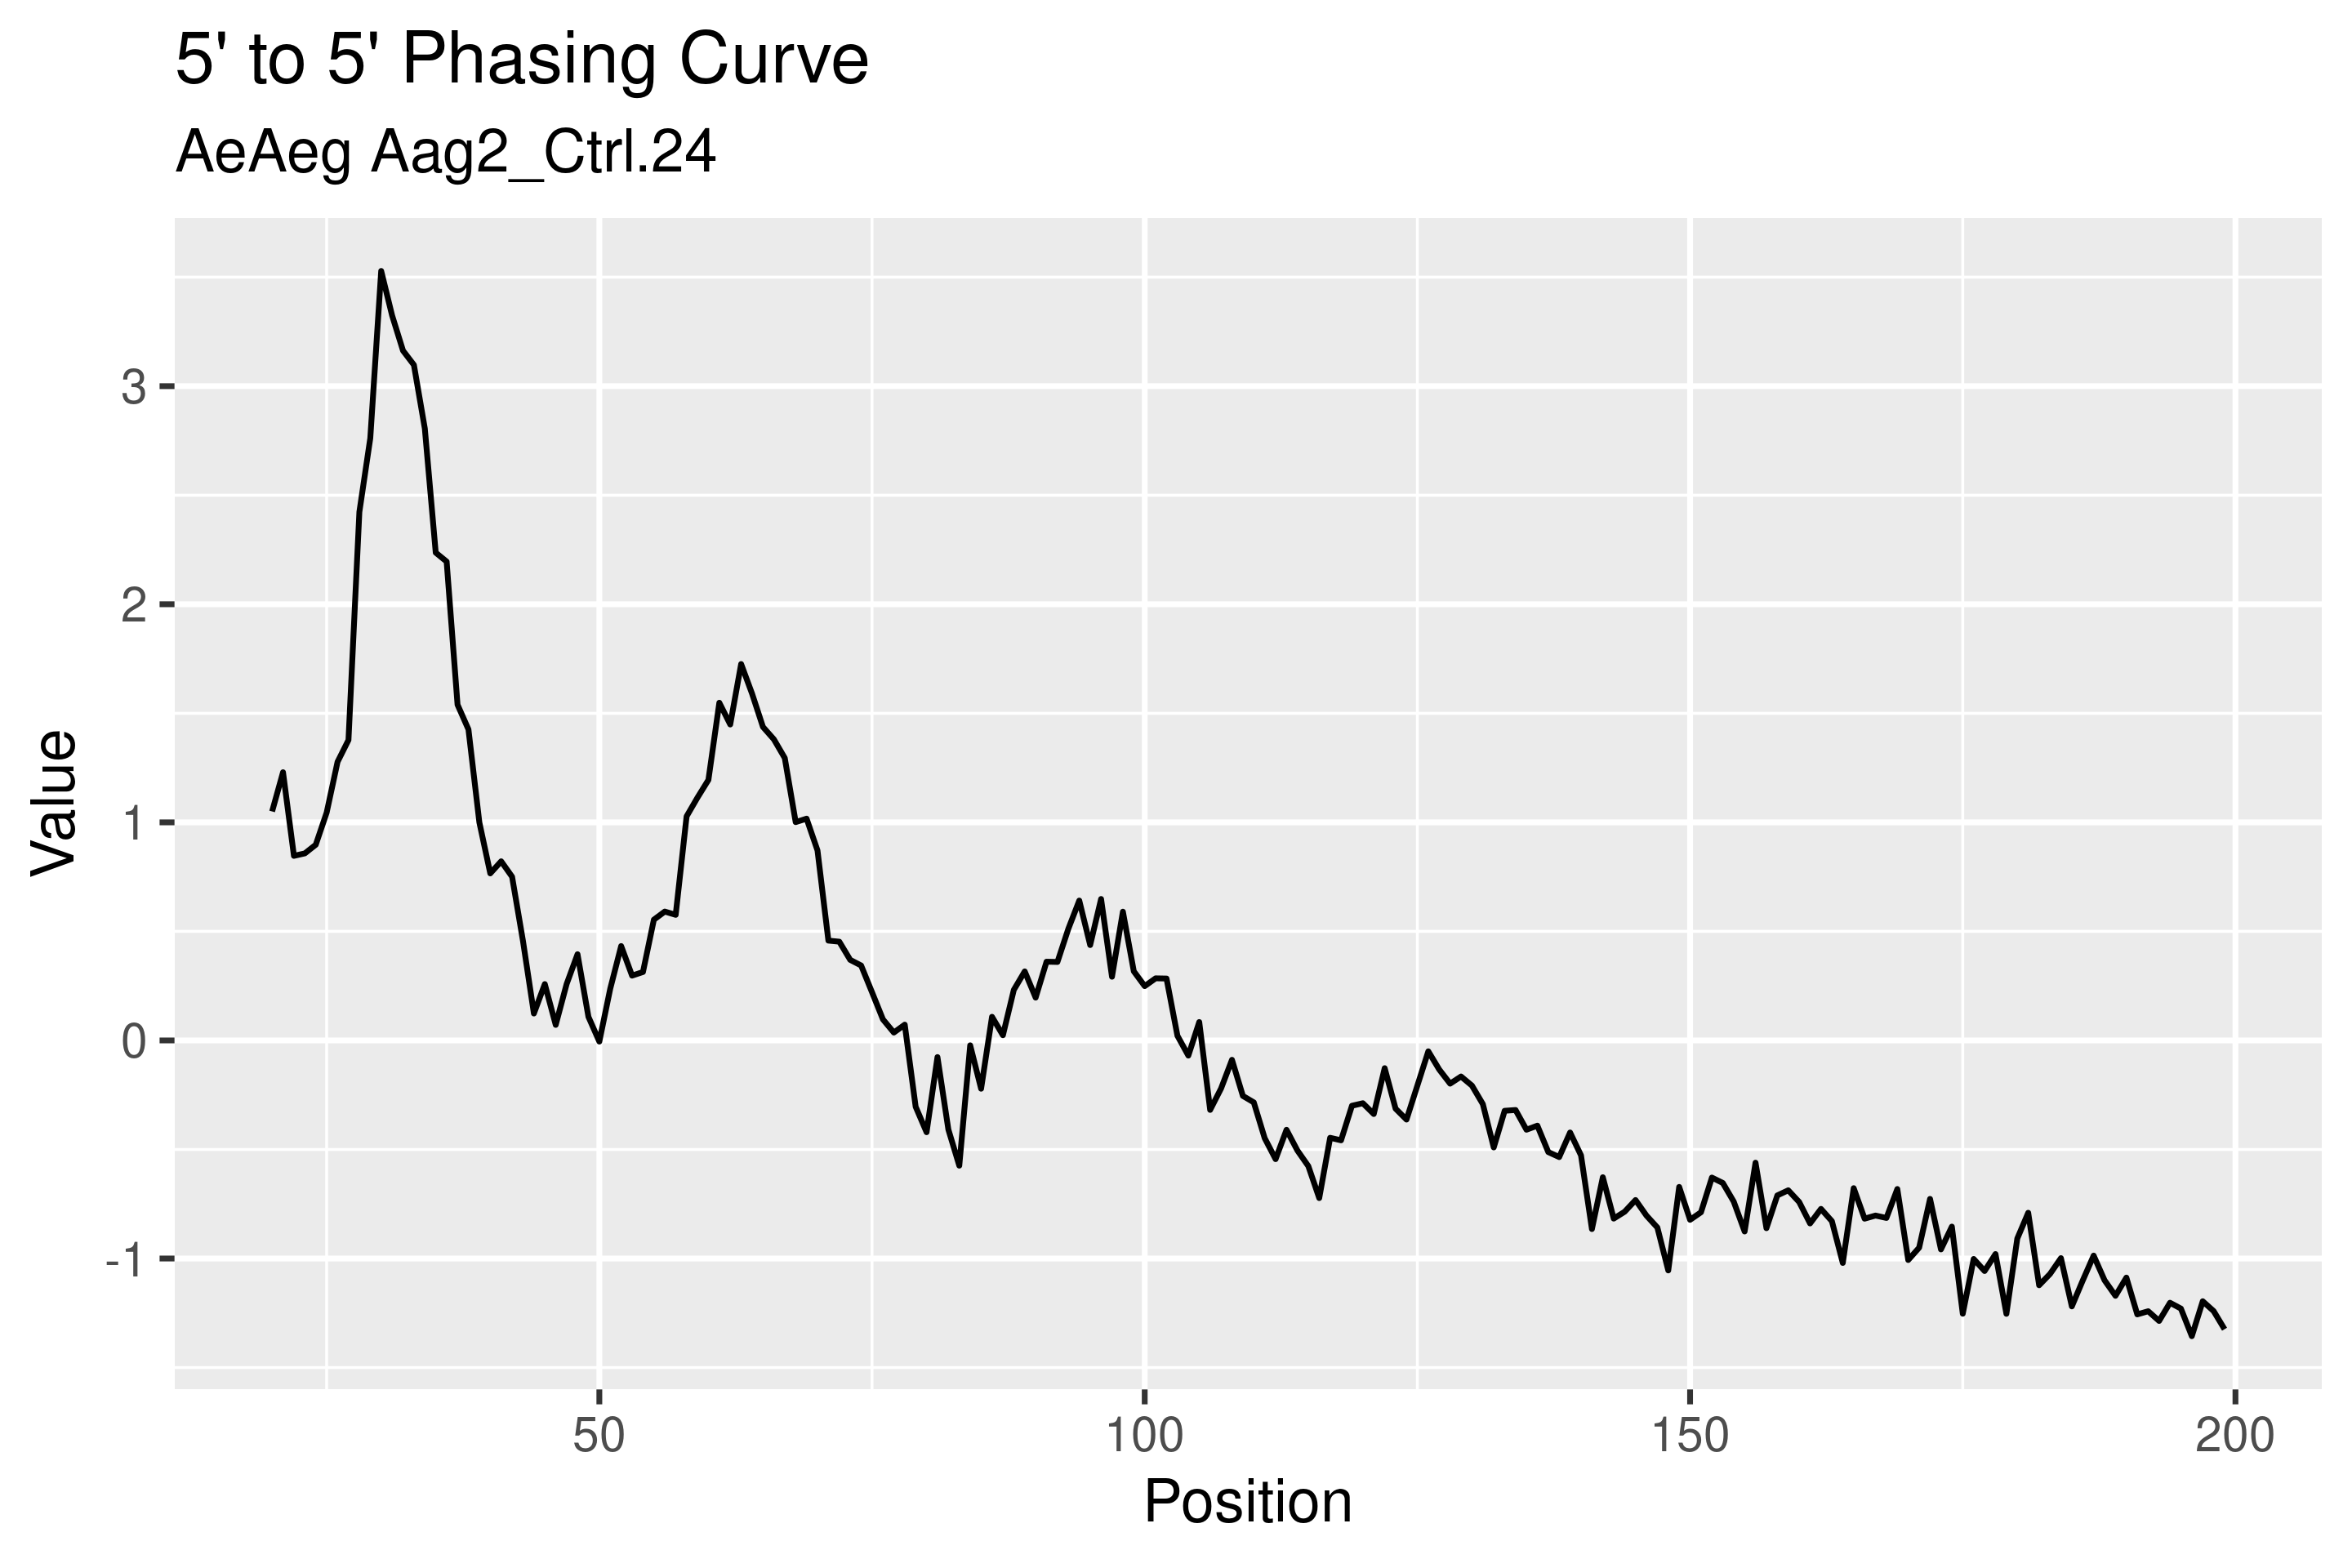 5' to 5' Phasing Curve
AeAeg Aag2_Ctrl.24
Value
3
2
1
0
-1
50
100
150
200
Position